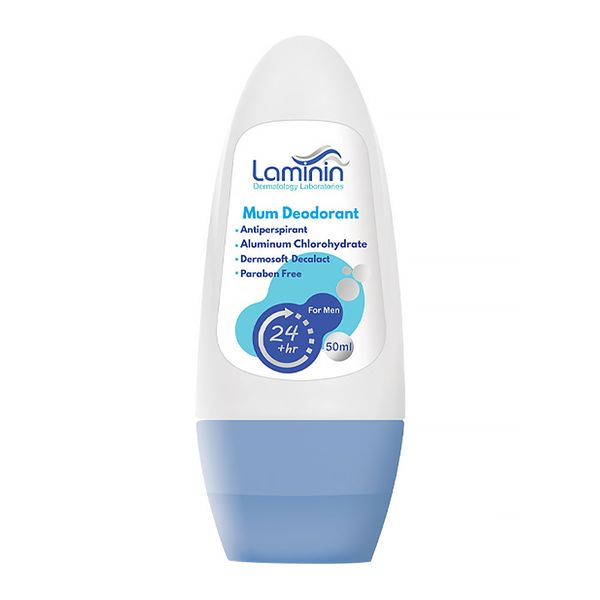 Laminin
Dermatology Laboratories
Mum Deodorant
• Antiperspirant
• Aluminum Chlorohydrate
• Dermosoft Decalact
• Paraben Free
For Men
24
+hr
50ml